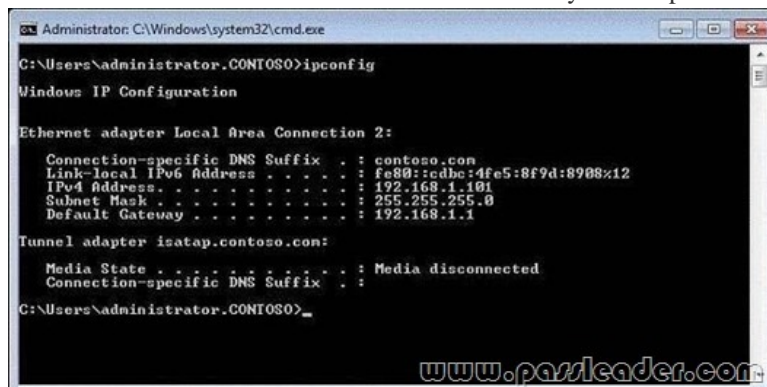 Administrator: C:\Windows\system32\cmd.exe
C:\Users\administrator.CONTOSO>ipconfig
Windows IP Configuration
Ethernet adapter Local Area Connection 2:
Connection-specific DNS Suffix . : contoso.com
Link-local IPv6 Address . . . . . : fe80::cdbc:4fe5:8f9d:8908%12
IPv4 Address. . . . . . . . . . . : 192.168.1.101
Subnet Mask . . . . . . . . . . . : 255.255.255.0
Default Gateway . . . . . . . . . : 192.168.1.1
Tunnel adapter isatap.contoso.com:
Media State . . . . . . . . . . . : Media disconnected
Connection-specific DNS Suffix . :
C:\Users\administrator.CONTOSO>_
www.passleader.com